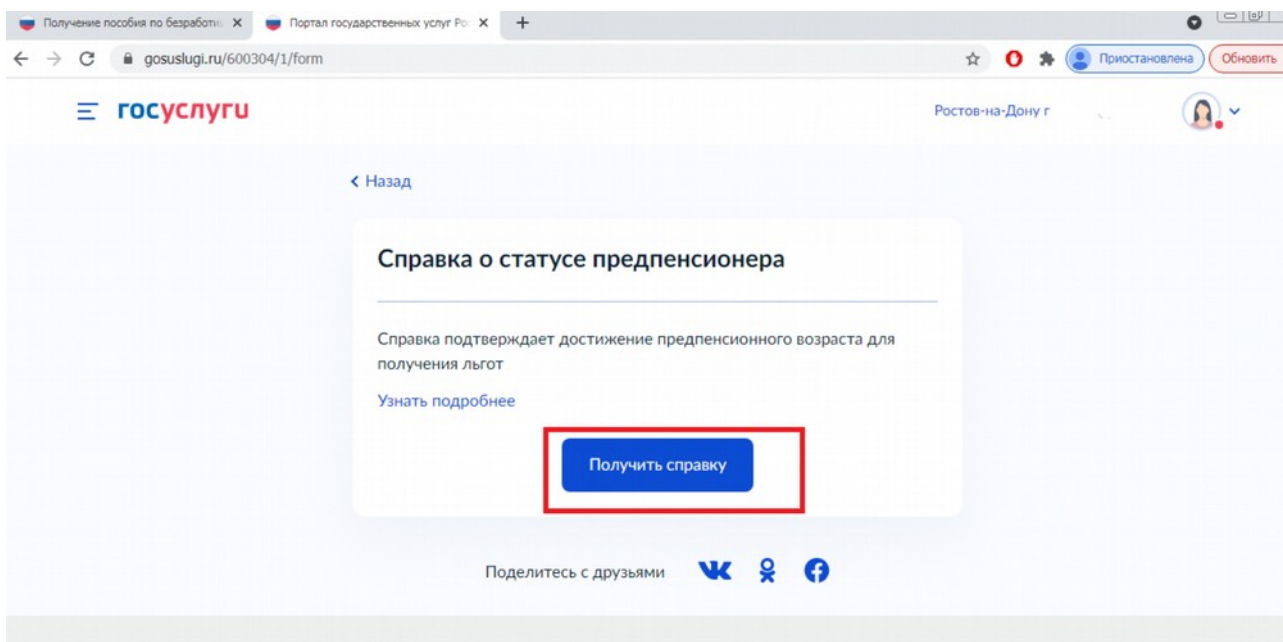 Получение пособия по безработи
Портал государственных услуг Ро
gosuslugi.ru/600304/1/form
Приостановлена
Обновить
госуслуги
Ростов-на-Дону г
Назад
Справка о статусе предпенсионера
Справка подтверждает достижение предпенсионного возраста для
получения льгот
Узнать подробнее
Получить справку
Поделитесь с друзьями